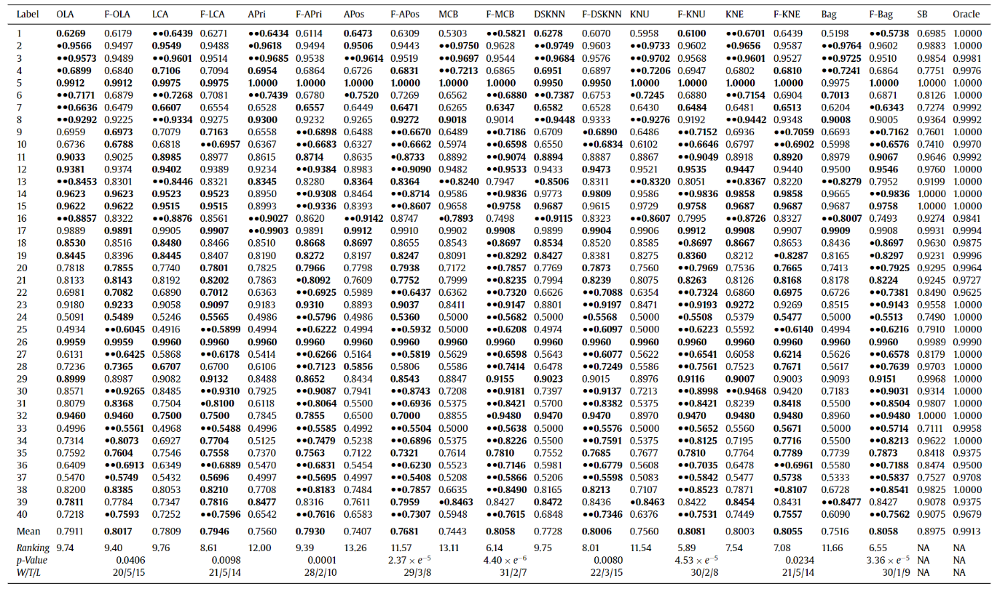 Label OLA F-OLA LCA F-LCA APri F-APri APos F-APos MCB F-MCB DSKNN F-DSKNN KNU F-KNU KNE F-KNE Bag F-Bag SB Oracle
1 0.6269 0.6179 ••0.6439 0.6271 ••0.6434 0.6114 0.6473 0.6309 0.5303 ••0.5821 0.6278 0.6070 0.5958 0.6100 ••0.6701 0.6439 0.5198 ••0.5738 0.6985 1.0000
2 •0.9566 0.9497 0.9549 0.9488 •0.9618 0.9494 0.9506 0.9443 ••0.9750 0.9628 ••0.9749 0.9603 ••0.9733 0.9602 •0.9656 0.9587 ••0.9764 0.9602 0.9883 1.0000
3 ••0.9573 0.9489 ••0.9601 0.9514 ••0.9685 0.9538 ••0.9614 0.9519 ••0.9697 0.9544 ••0.9684 0.9576 ••0.9702 0.9568 ••0.9601 0.9527 ••0.9725 0.9510 0.9854 0.9981
4 •0.6899 0.6840 0.7106 0.7094 0.6954 0.6864 0.6726 0.6831 ••0.7213 0.6865 0.6951 0.6897 ••0.7206 0.6947 0.6802 0.6810 ••0.7241 0.6864 0.7751 0.9976
5 0.9912 0.9912 0.9975 0.9975 1.0000 1.0000 1.0000 1.0000 1.0000 1.0000 0.9950 0.9950 1.0000 1.0000 1.0000 1.0000 0.9975 1.0000 1.0000 1.0000
6 ••0.7171 0.6879 ••0.7268 0.7081 ••0.7439 0.6780 •0.7520 0.7269 0.6562 ••0.6880 ••0.7387 0.6753 •0.7245 0.6880 ••0.7154 0.6904 0.7013 0.6871 0.8126 1.0000
7 ••0.6636 0.6479 0.6607 0.6554 0.6528 0.6557 0.6449 0.6471 0.6265 0.6347 0.6582 0.6528 0.6430 0.6484 0.6481 0.6513 0.6204 •0.6343 0.7274 0.9992
8 ••0.9292 0.9225 ••0.9334 0.9275 0.9300 0.9232 0.9265 0.9272 0.9018 0.9014 ••0.9448 0.9333 ••0.9276 0.9192 ••0.9442 0.9348 0.9008 0.9005 0.9364 0.9992
9 0.6959 0.6973 0.7079 0.7163 0.6558 ••0.6898 0.6488 ••0.6670 0.6489 ••0.7186 0.6709 •0.6890 0.6486 ••0.7152 0.6936 ••0.7059 0.6693 ••0.7162 0.7601 1.0000
10 0.6736 0.6788 0.6818 ••0.6957 0.6367 ••0.6683 0.6327 ••0.6662 0.5974 ••0.6598 0.6550 ••0.6834 0.6102 ••0.6646 0.6797 ••0.6902 0.5998 ••0.6576 0.7410 0.9970
11 0.9033 0.9025 0.8985 0.8977 0.8615 0.8714 0.8635 •0.8733 0.8892 ••0.9074 0.8894 0.8887 0.8867 ••0.9049 0.8918 0.8920 0.8979 0.9067 0.9646 0.9992
12 0.9381 0.9374 0.9402 0.9389 0.9234 ••0.9384 0.8983 ••0.9090 0.9482 ••0.9533 0.9433 0.9473 0.9521 0.9535 0.9447 0.9440 0.9500 0.9546 0.9760 1.0000
13 ••0.8453 0.8301 ••0.8446 0.8321 0.8345 0.8280 0.8364 0.8364 ••0.8240 0.7947 ••0.8506 0.8311 ••0.8320 0.8051 ••0.8367 0.8220 ••0.8279 0.7952 0.9199 1.0000
14 0.9623 0.9623 0.9523 0.9523 0.8950 ••0.9308 0.8464 ••0.8714 0.9586 ••0.9836 0.9773 0.9809 0.9586 ••0.9836 0.9858 0.9858 0.9665 ••0.9836 1.0000 1.0000
15 0.9622 0.9622 0.9515 0.9515 0.8993 ••0.9336 0.8393 ••0.8607 0.9658 •0.9758 0.9687 0.9615 0.9729 0.9758 0.9687 0.9687 0.9687 0.9758 1.0000 1.0000
16 ••0.8857 0.8322 ••0.8876 0.8561 ••0.9027 0.8620 ••0.9142 0.8747 ••0.7893 0.7498 ••0.9115 0.8323 ••0.8607 0.7995 ••0.8726 0.8327 ••0.8007 0.7493 0.9274 0.9841
17 0.9889 0.9891 0.9905 0.9907 ••0.9903 0.9891 0.9912 0.9910 0.9902 0.9908 0.9899 0.9904 0.9906 0.9912 0.9908 0.9907 0.9909 0.9908 0.9931 0.9994
18 0.8530 0.8516 0.8480 0.8466 0.8510 0.8668 0.8697 0.8655 0.8543 •0.8697 0.8534 0.8520 0.8585 •0.8697 0.8667 0.8653 0.8436 •0.8697 0.9630 0.9875
19 0.8445 0.8396 0.8445 0.8407 0.8190 0.8272 0.8197 0.8247 0.8091 ••0.8292 0.8427 0.8381 0.8275 0.8360 0.8212 •0.8287 0.8165 •0.8297 0.9231 0.9996
20 0.7818 0.7855 0.7740 0.7801 0.7825 0.7966 0.7798 0.7938 0.7172 ••0.7857 0.7769 0.7873 0.7560 ••0.7969 0.7536 0.7665 0.7413 ••0.7925 0.9295 0.9964
21 0.8133 0.8143 0.8192 0.8202 0.7863 •0.8092 0.7609 0.7752 0.7999 ••0.8235 0.7994 0.8239 0.8075 0.8263 0.8126 0.8168 0.8178 0.8224 0.9245 0.9727
22 0.6981 0.7082 0.6890 0.7012 0.6363 ••0.6925 0.5989 ••0.6437 0.6362 ••0.7320 0.6626 ••0.7088 0.6354 ••0.7324 0.6860 0.6975 0.6726 ••0.7381 0.8490 0.9625
23 0.9180 0.9233 0.9058 0.9097 0.9183 0.9310 0.8893 0.9037 0.8411 ••0.9147 0.8801 ••0.9197 0.8471 ••0.9193 0.9272 0.9269 0.8515 ••0.9143 0.9558 1.0000
24 0.5091 0.5489 0.5246 0.5565 0.4986 ••0.5796 0.4986 0.5360 0.5000 ••0.5682 0.5000 •0.5568 0.5000 •0.5508 0.5379 0.5477 0.5000 •0.5513 0.7490 1.0000
25 0.4934 ••0.6045 0.4916 ••0.5899 0.4994 ••0.6222 0.4994 ••0.5932 0.5000 ••0.6208 0.4974 ••0.6097 0.5000 ••0.6223 0.5592 ••0.6140 0.4994 ••0.6216 0.7910 1.0000
26 0.9959 0.9959 0.9960 0.9960 0.9960 0.9960 0.9960 0.9960 0.9960 0.9960 0.9960 0.9960 0.9960 0.9960 0.9960 0.9960 0.9960 0.9960 0.9989 0.9990
27 0.6131 ••0.6425 0.5868 ••0.6178 0.5414 ••0.6266 0.5164 ••0.5819 0.5629 ••0.6598 0.5643 ••0.6077 0.5622 ••0.6541 0.6058 0.6214 0.5626 ••0.6578 0.8179 1.0000
28 0.7236 0.7365 0.6707 0.6700 0.6106 ••0.7123 0.5856 0.5806 0.5586 ••0.7414 0.6478 ••0.7249 0.5586 ••0.7561 0.7523 0.7671 0.5617 ••0.7639 0.9703 1.0000
29 0.8999 0.8987 0.9082 0.9132 0.8488 0.8652 0.8434 0.8543 0.8847 0.9155 0.9023 0.9015 0.8976 0.9116 0.9007 0.9003 0.9093 0.9151 0.9968 1.0000
30 0.8571 ••0.9265 0.8485 ••0.9310 0.7925 ••0.9087 0.7941 ••0.8743 0.7208 ••0.9181 0.7397 ••0.9137 0.7213 ••0.8998 ••0.9468 0.9420 0.7183 ••0.9031 0.9314 1.0000
31 0.8079 0.8368 0.7504 •0.8100 0.6118 ••0.8064 0.5500 ••0.6936 0.5375 ••0.8421 0.5700 ••0.8382 0.5375 ••0.8421 0.8239 0.8418 0.5500 ••0.8504 0.9807 1.0000
32 0.9460 0.9460 0.7500 0.7500 0.7845 0.7855 0.6500 0.7000 0.8855 •0.9480 0.9470 0.9470 0.8970 0.9470 0.9480 0.9480 0.8960 ••0.9480 1.0000 1.0000
33 0.4996 ••0.5561 0.4968 ••0.5488 0.4996 ••0.5585 0.4992 ••0.5504 0.5000 ••0.5638 0.5000 ••0.5576 0.5000 ••0.5652 0.5560 0.5671 0.5000 ••0.5714 0.7111 0.9958
34 0.7314 •0.8073 0.6927 0.7704 0.5125 ••0.7479 0.5238 ••0.6896 0.5375 ••0.8226 0.5500 ••0.7591 0.5375 ••0.8125 0.7195 0.7716 0.5500 ••0.8213 0.9622 1.0000
35 0.7592 0.7604 0.7546 0.7558 0.7370 0.7563 0.7122 0.7321 0.7614 0.7810 0.7552 0.7685 0.7677 0.7810 0.7764 0.7789 0.7739 0.7873 0.8418 0.9375
36 0.6409 ••0.6913 0.6349 ••0.6889 0.5470 ••0.6831 0.5454 ••0.6230 0.5523 ••0.7146 0.5981 ••0.6779 0.5608 ••0.7035 0.6478 ••0.6961 0.5580 ••0.7188 0.8474 0.9500
37 0.5470 •0.5749 0.5432 0.5696 0.4997 ••0.5695 0.4997 ••0.5408 0.5208 ••0.5866 0.5206 ••0.5598 0.5083 ••0.5842 0.5477 0.5738 0.5333 ••0.5837 0.7527 0.9708
38 0.8200 0.8385 0.8053 0.8210 0.7708 ••0.8183 0.7484 ••0.7857 0.6635 ••0.8490 0.8165 0.8213 0.7107 ••0.8523 0.7871 •0.8107 0.6728 ••0.8541 0.9825 1.0000
39 0.7811 0.7784 0.7347 0.7816 0.8477 0.8316 0.7611 0.7959 •0.8463 0.8427 0.8472 0.8436 •0.8463 0.8422 0.8454 0.8431 ••0.8477 0.8427 0.9078 0.9375
40 0.7218 ••0.7593 0.7252 ••0.7596 0.6542 ••0.7616 0.6583 ••0.7307 0.5948 ••0.7615 0.6848 ••0.7346 0.6376 ••0.7531 0.7449 0.7557 0.6090 ••0.7562 0.9075 0.9679
Mean 0.7911 0.8017 0.7809 0.7946 0.7560 0.7930 0.7407 0.7681 0.7443 0.8058 0.7728 0.8006 0.7560 0.8081 0.8003 0.8055 0.7516 0.8058 0.8975 0.9913
Ranking 9.74 9.40 9.76 8.61 12.00 9.39 13.26 11.57 13.11 6.14 9.75 8.01 11.54 5.89 7.54 7.08 11.66 6.55 NA NA
p-Value 0.0406 0.0098 0.0001 2.37 × e⁻⁵ 4.40 × e⁻⁶ 0.0080 4.53 × e⁻⁵ 0.0234 3.36 × e⁻⁵ NA NA
W/T/L 20/5/15 21/5/14 28/2/10 29/3/8 31/2/7 22/3/15 30/2/8 21/5/14 30/1/9 NA NA